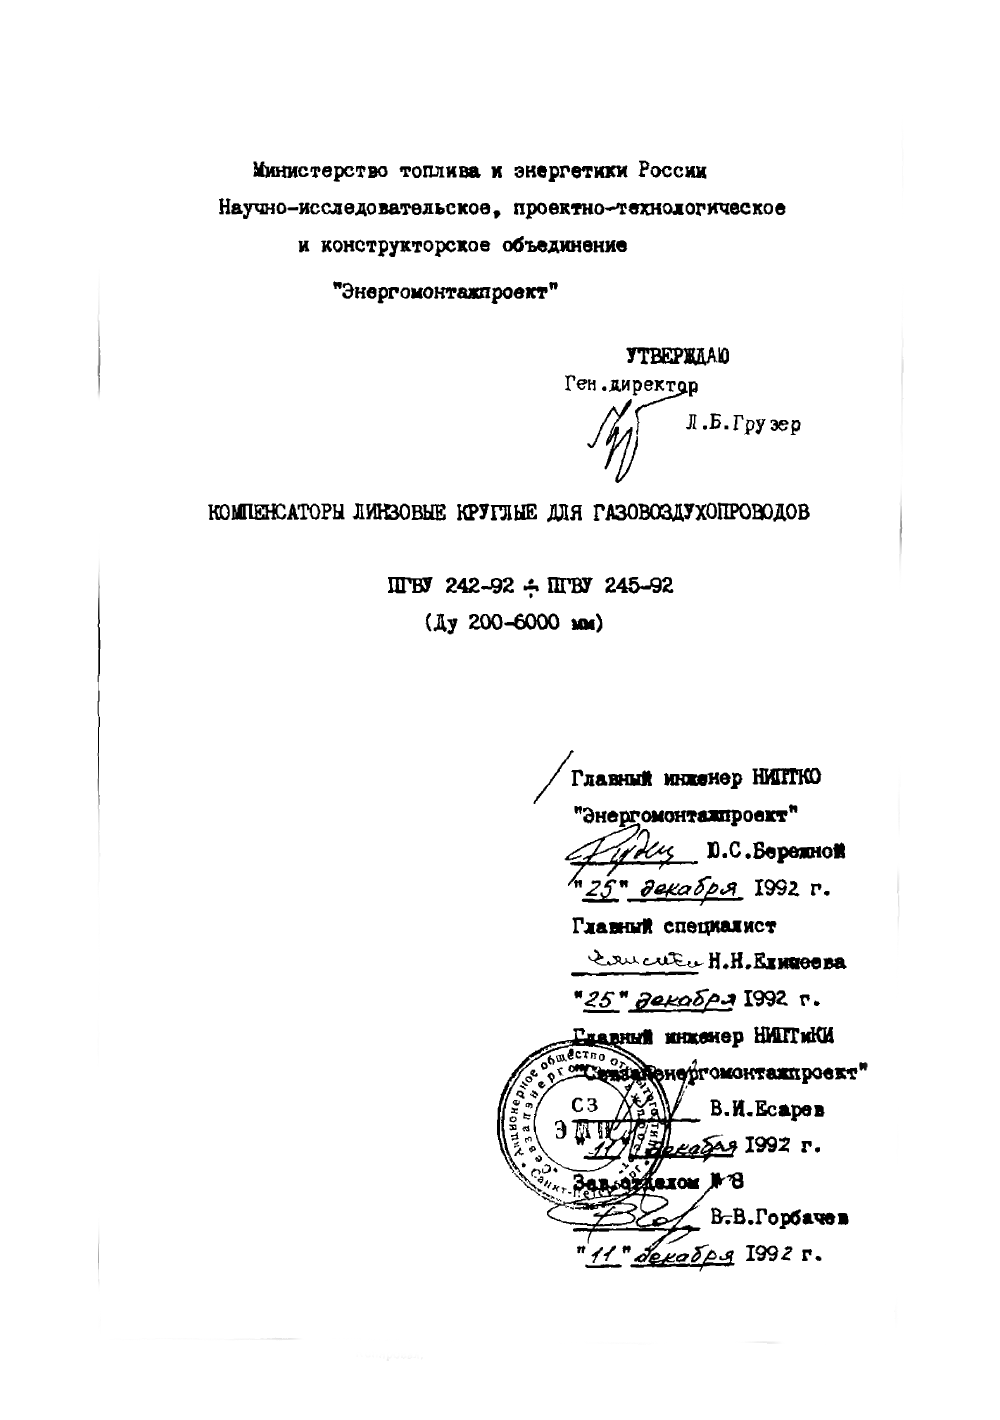 Министерство топлива и энергетики России
Научно-исследовательское, проектно-технологическое
и конструкторское объединение
"Энергомонтажпроект"
УТВЕРЖДАЮ
Ген.директор
Л.Б.Грузер
КОМПЕНСАТОРЫ ЛИНЗОВЫЕ КРУГЛЫЕ ДЛЯ ГАЗОВОЗДУХОПРОВОДОВ
ПГВУ 242-92 ÷ ПГВУ 245-92
(Ду 200-6000 мм)
Главный инженер НИПТКО
"Энергомонтажпроект"
Ю.С.Бережной
"25" декабря 1992 г.
Главный специалист
Н.Н.Елисеева
"25" декабря 1992 г.
Главный инженер НИПТиКИ
"Севзапэнергомонтажпроект"
В.И.Есарев
"11" декабря 1992 г.
Зав.отделом № 8
В.В.Горбачев
"11" декабря 1992 г.
Акционерное общество открытого типа
Санкт-Петербург
СЗ
ЭМП